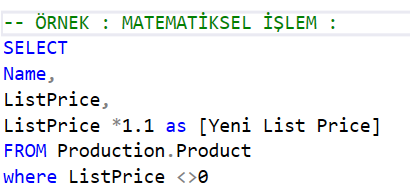 -- ÖRNEK : MATEMATİKSEL İŞLEM :
SELECT
Name,
ListPrice,
ListPrice *1.1 as [Yeni List Price]
FROM Production.Product
where ListPrice <>0